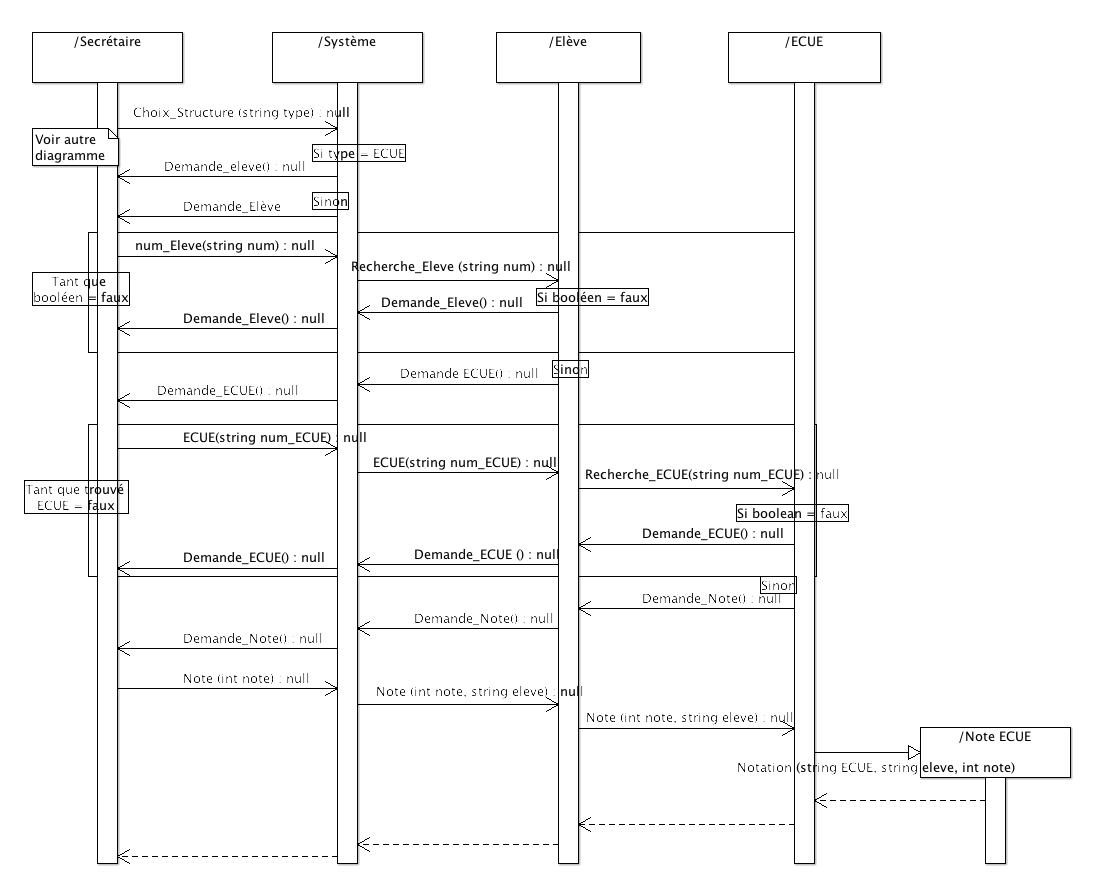 /Secrétaire
/Système
/Elève
/ECUE
Choix_Structure (string type) : null
Voir autre
diagramme
Si type = ECUE
Demande_eleve() : null
Sinon
Demande_Elève
num_Eleve(string num) : null
Recherche_Eleve (string num) : null
Tant que
booléen = faux
Si booléen = faux
Demande_Eleve() : null
Demande_Eleve() : null
Sinon
Demande ECUE() : null
Demande_ECUE() : null
ECUE(string num_ECUE) : null
ECUE(string num_ECUE) : null
Recherche_ECUE(string num_ECUE) : null
Tant que trouvé
ECUE = faux
Si boolean = faux
Demande_ECUE() : null
Demande_ECUE () : null
Demande_ECUE() : null
Sinon
Demande_Note() : null
Demande_Note() : null
Demande_Note() : null
Note (int note) : null
Note (int note, string eleve) : null
Note (int note, string eleve) : null
/Note ECUE
Notation (string ECUE, string eleve, int note)